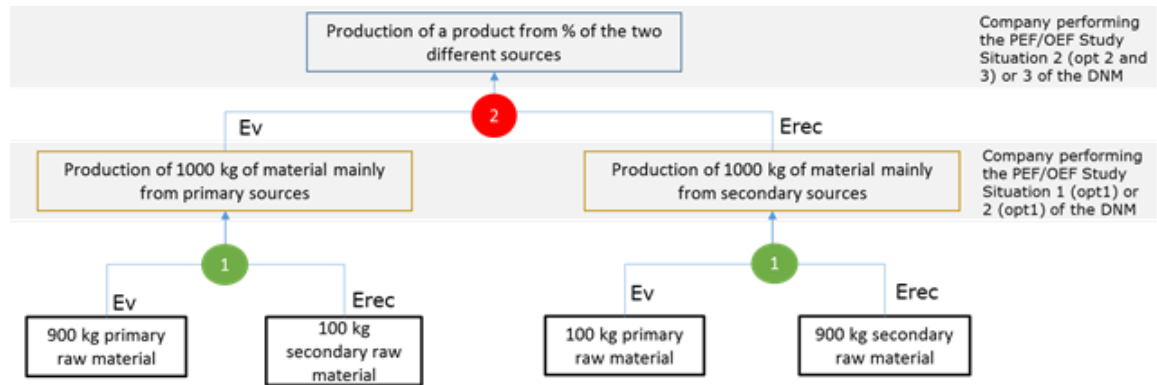 Production of a product from % of the two
different sources
Company performing
the PEF/OEF Study
Situation 2 (opt 2 and
3) or 3 of the DNM
2
Ev
Erec
Production of 1000 kg of material mainly
from primary sources
Production of 1000 kg of material mainly
from secondary sources
Company performing
the PEF/OEF Study
Situation 1 (opt1) or
2 (opt1) of the DNM
1
1
Ev
Erec
Ev
Erec
900 kg primary
raw material
100 kg
secondary raw
material
100 kg primary
raw material
900 kg secondary
raw material